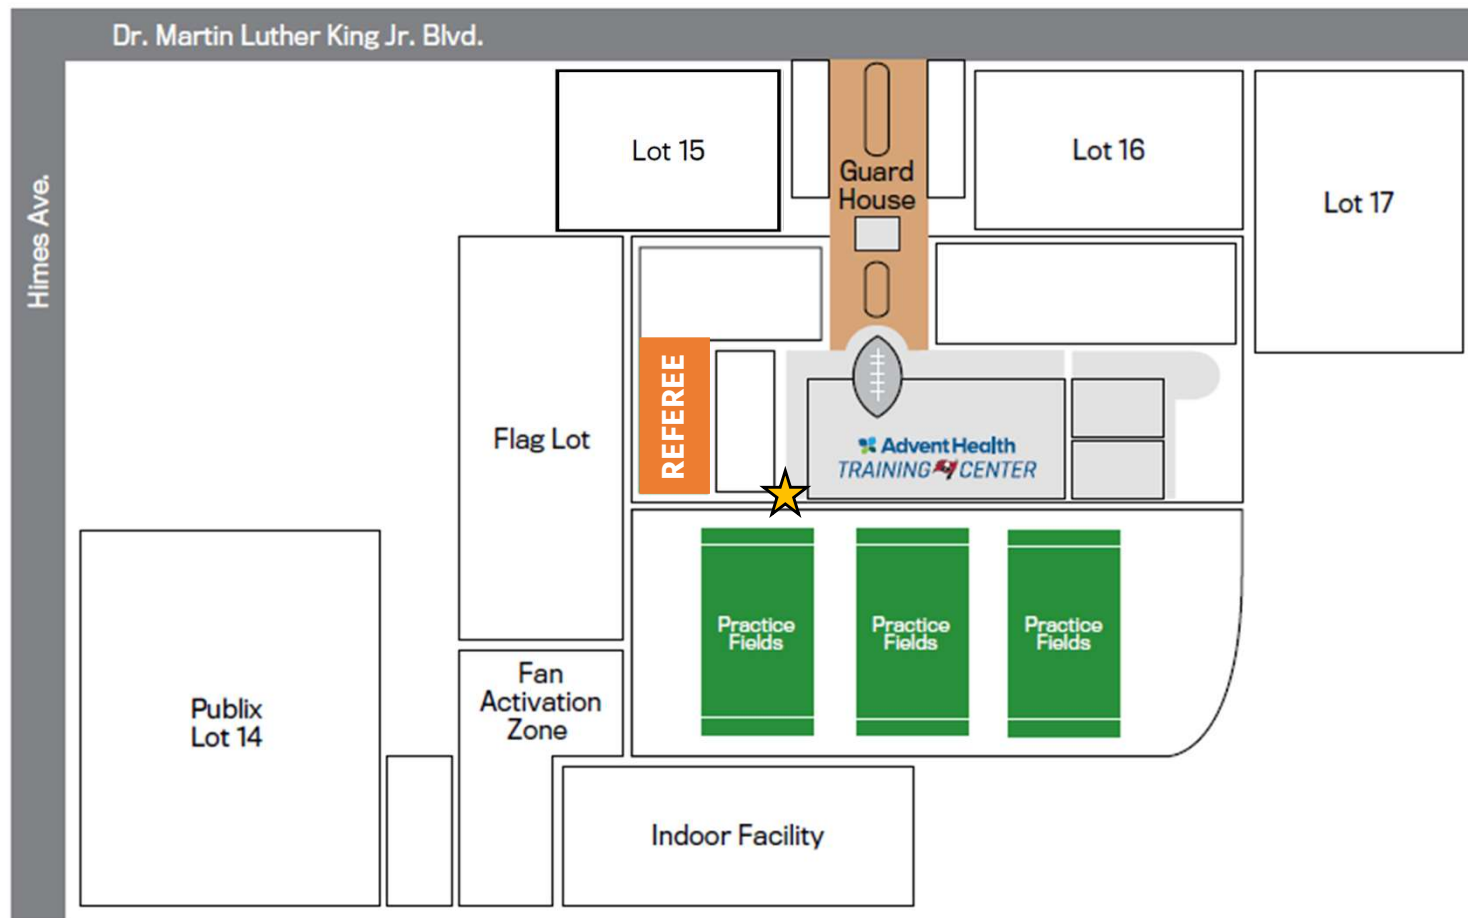 Dr. Martin Luther King Jr. Blvd.
Himes Ave.
Lot 15
Guard
House
Lot 16
Lot 17
REFEREE
Flag Lot
AdventHealth
TRAINING CENTER
Practice
Fields
Practice
Fields
Practice
Fields
Fan
Activation
Zone
Publix
Lot 14
Indoor Facility